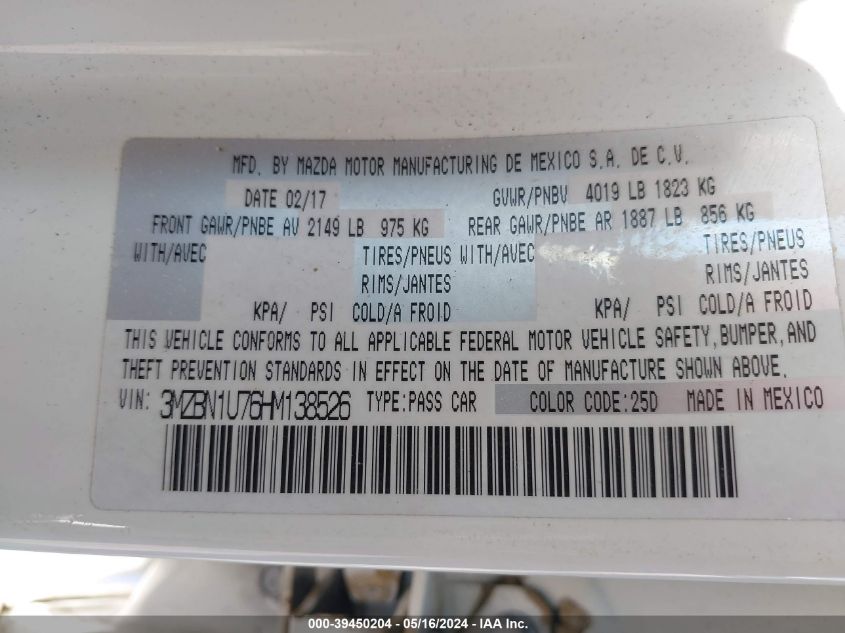 MFD. BY MAZDA MOTOR MANUFACTURING DE MEXICO S.A. DE C.V.
DATE 02/17 GVWR/PNBV 4019 LB 1823 KG
FRONT GAWR/PNBE AV 2149 LB 975 KG REAR GAWR/PNBE AR 1887 LB 856 KG
WITH/AVEC TIRES/PNEUS WITH/AVEC TIRES/PNEUS
RIMS/JANTES RIMS/JANTES
KPA/ PSI COLD/A FROID KPA/ PSI COLD/A FROID
THIS VEHICLE CONFORMS TO ALL APPLICABLE FEDERAL MOTOR VEHICLE SAFETY, BUMPER, AND
THEFT PREVENTION STANDARDS IN EFFECT ON THE DATE OF MANUFACTURE SHOWN ABOVE.
VIN: 3MZBN1U76HM138526 TYPE:PASS CAR COLOR CODE:25D MADE IN MEXICO
000-39450204 - 05/16/2024 - IAA Inc.